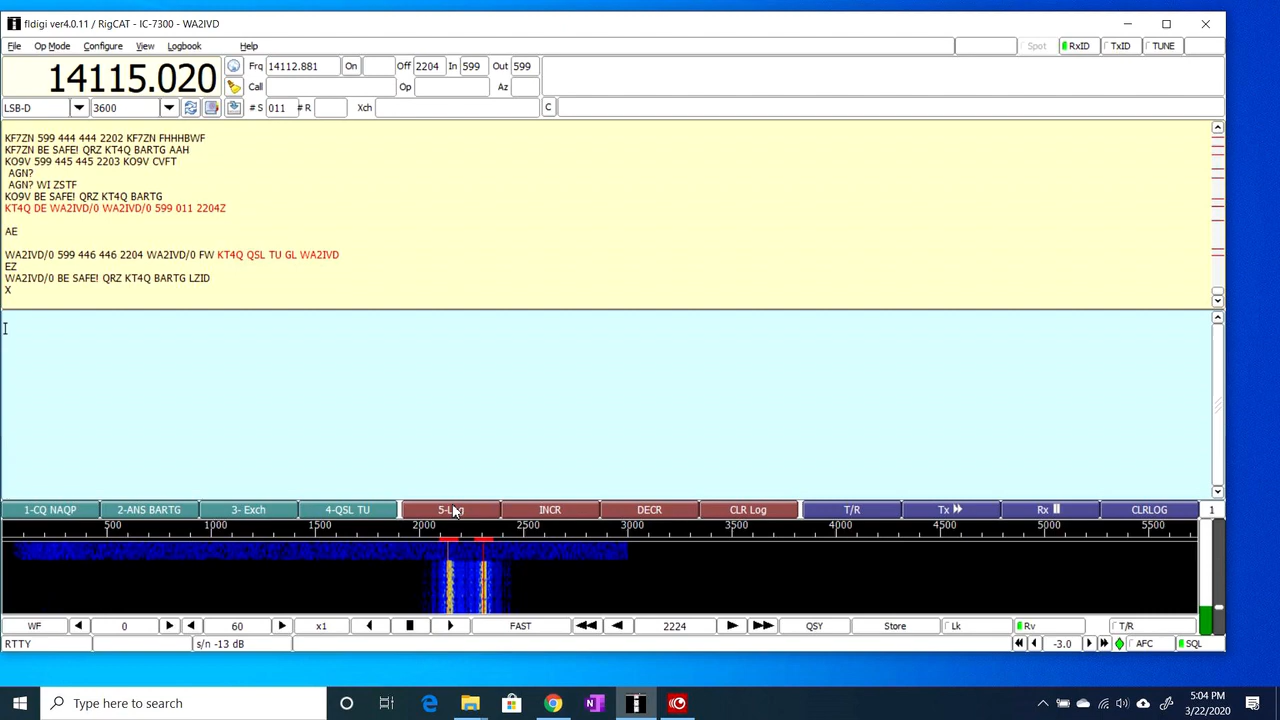 fldigi ver4.0.11 / RigCAT - IC-7300 - WA2IVD
File Op Mode Configure View Logbook Help Spot RxID TxID TUNE
14115.020
Frq 14112.881 On Off 2204 In 599 Out 599
Call Op Az
LSB-D 3600 # S 011 # R Xch C
KF7ZN 599 444 444 2202 KF7ZN FHHHBWF
KF7ZN BE SAFE! QRZ KT4Q BARTG AAH
KO9V 599 445 445 2203 KO9V CVFT
AGN?
AGN? WI ZSTF
KO9V BE SAFE! QRZ KT4Q BARTG
KT4Q DE WA2IVD/0 WA2IVD/0 599 011 2204Z
AE
WA2IVD/0 599 446 446 2204 WA2IVD/0 FW KT4Q QSL TU GL WA2IVD
EZ
WA2IVD/0 BE SAFE! QRZ KT4Q BARTG LZID
X
1-CQ NAQP 2-ANS BARTG 3- Exch 4-QSL TU 5-Log INCR DECR CLR Log T/R Tx Rx CLRLOG 1
500 1000 1500 2000 2500 3000 3500 4000 4500 5000 5500
WF 0 60 x1 FAST 2224 QSY Store Lk Rv T/R
RTTY s/n -13 dB -3.0 AFC SQL
Type here to search
5:04 PM
3/22/2020